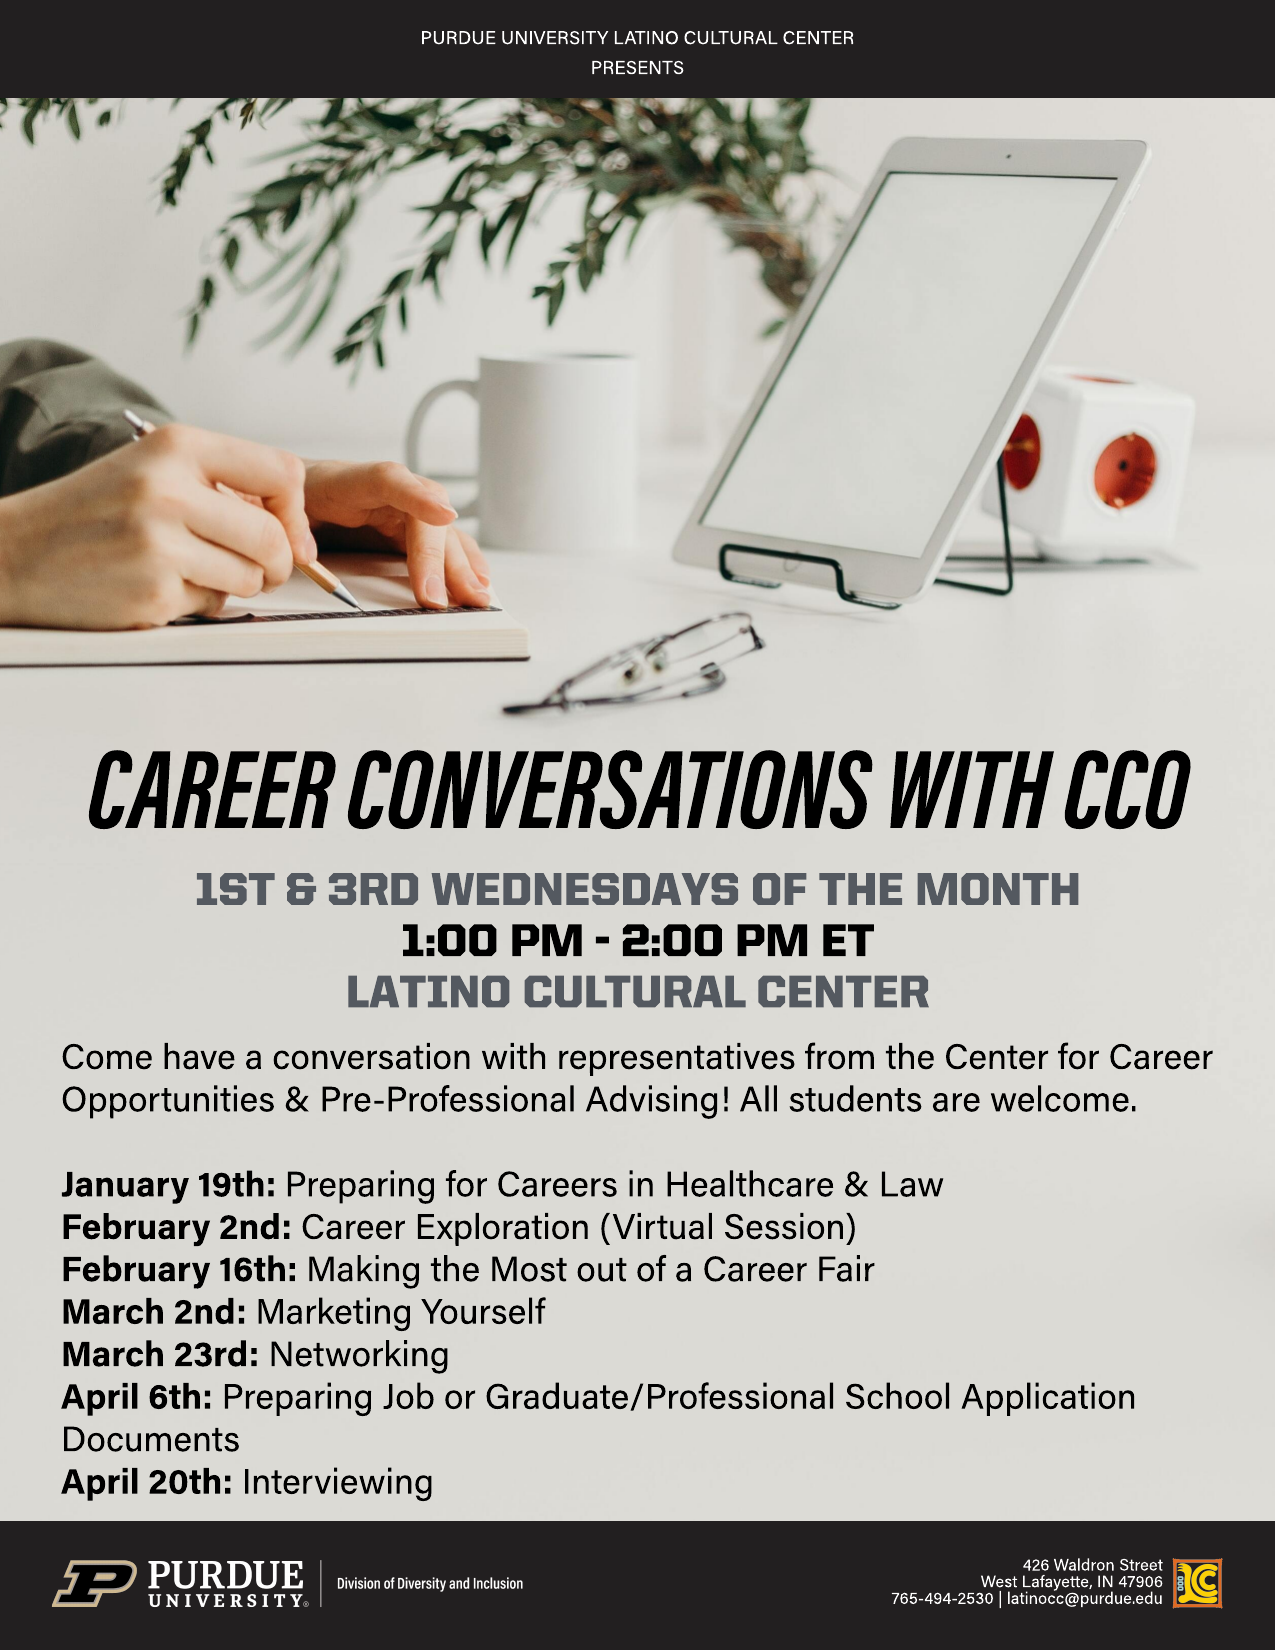 PURDUE UNIVERSITY LATINO CULTURAL CENTER
PRESENTS
CAREER CONVERSATIONS WITH CCO
1ST & 3RD WEDNESDAYS OF THE MONTH
1:00 PM - 2:00 PM ET
LATINO CULTURAL CENTER
Come have a conversation with representatives from the Center for Career
Opportunities & Pre-Professional Advising! All students are welcome.
January 19th: Preparing for Careers in Healthcare & Law
February 2nd: Career Exploration (Virtual Session)
February 16th: Making the Most out of a Career Fair
March 2nd: Marketing Yourself
March 23rd: Networking
April 6th: Preparing Job or Graduate/Professional School Application
Documents
April 20th: Interviewing
P PURDUE
UNIVERSITY®
Division of Diversity and Inclusion
426 Waldron Street
West Lafayette, IN 47906
765-494-2530 | latinocc@purdue.edu